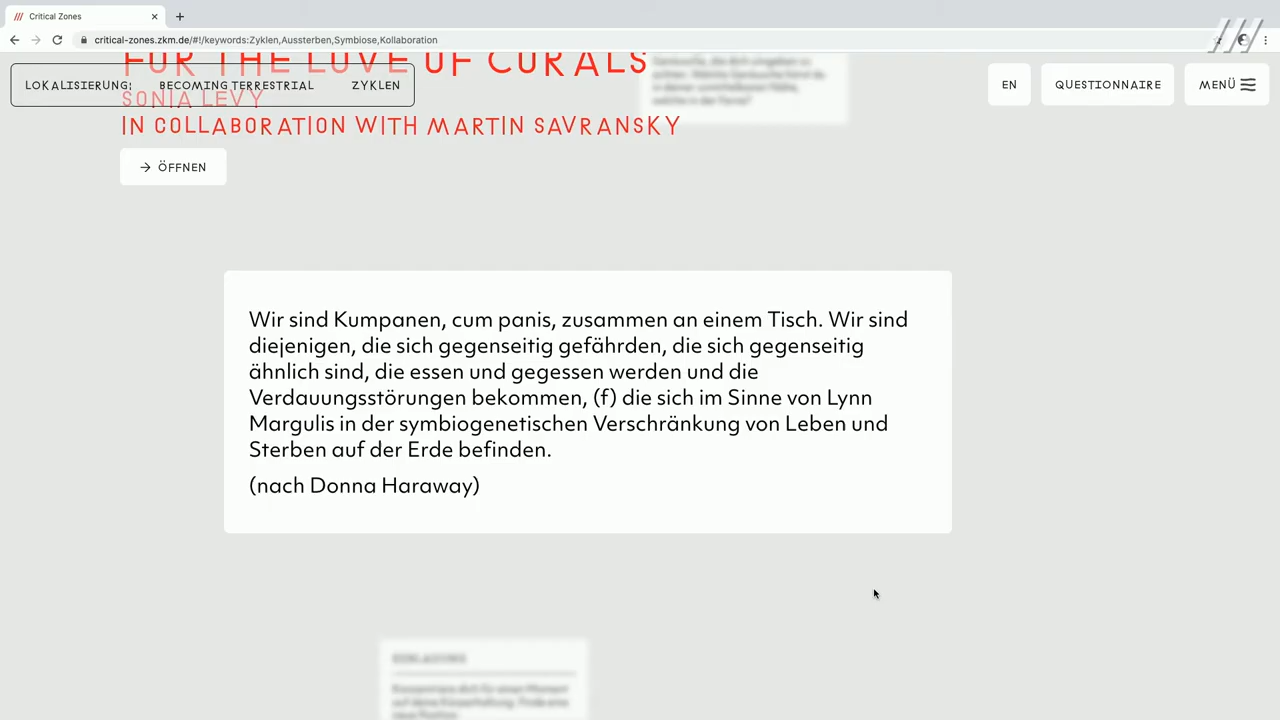 Critical Zones
critical-zones.zkm.de/#!/keywords:Zyklen,Aussterben,Symbiose,Kollaboration
FOR THE LOVE OF CORALS
LOKALISIERUNG: BECOMING TERRESTRIAL ZYKLEN
EN QUESTIONNAIRE MENÜ
SONIA LEVY
IN COLLABORATION WITH MARTIN SAVRANSKY
→ ÖFFNEN
Wir sind Kumpanen, cum panis, zusammen an einem Tisch. Wir sind
diejenigen, die sich gegenseitig gefährden, die sich gegenseitig
ähnlich sind, die essen und gegessen werden und die
Verdauungsstörungen bekommen, (f) die sich im Sinne von Lynn
Margulis in der symbiogenetischen Verschränkung von Leben und
Sterben auf der Erde befinden.
(nach Donna Haraway)
EINLADUNG